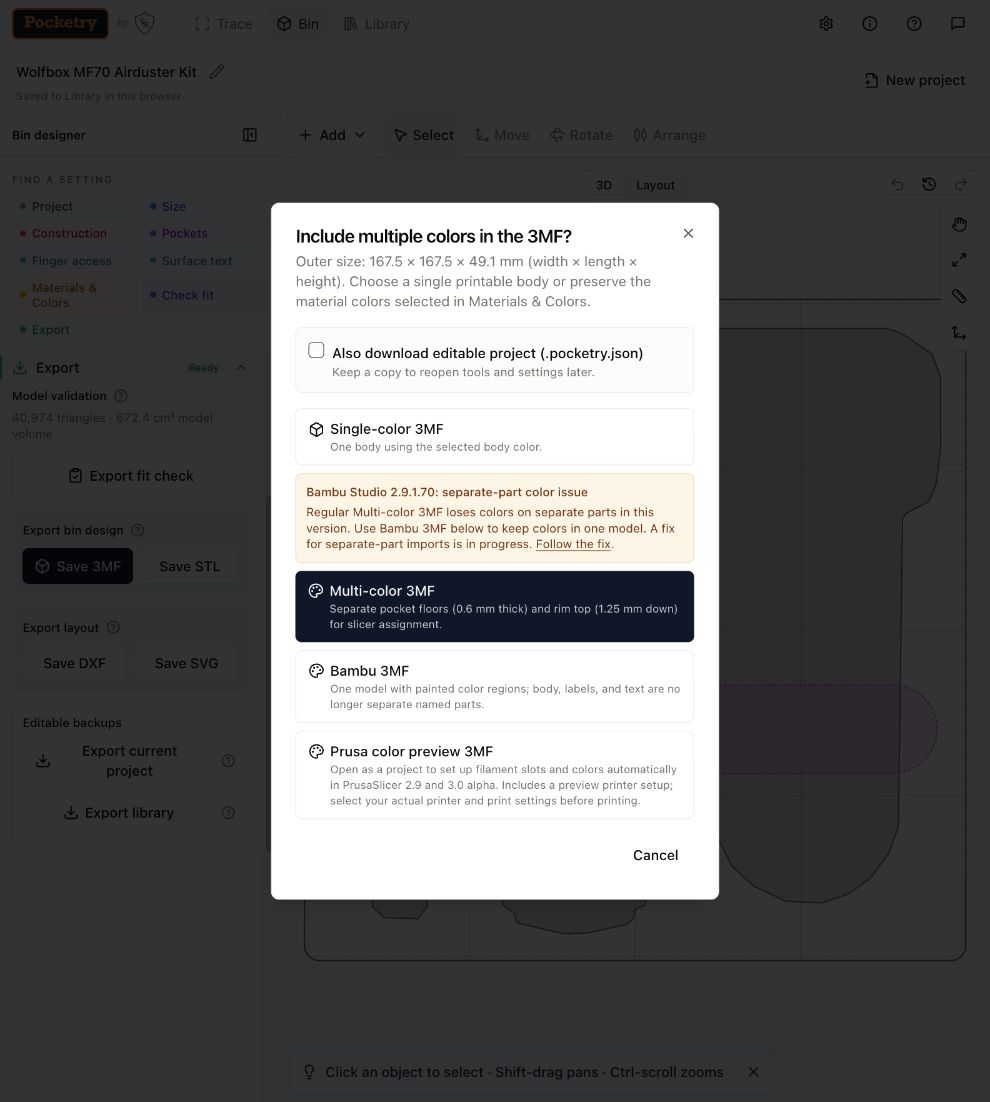 Pocketry by
Trace
Bin
Library
Wolfbox MF70 Airduster Kit
Saved to Library in this browser
New project
Bin designer
Add
Select
Move
Rotate
Arrange
FIND A SETTING
Project
Size
Construction
Pockets
Finger access
Surface text
Materials &
Colors
Check fit
Export
3D
Layout
Export
Ready
Model validation
40,974 triangles · 672.4 cm³ model
volume
Export fit check
Export bin design
Save 3MF
Save STL
Export layout
Save DXF
Save SVG
Editable backups
Export current
project
Export library
Include multiple colors in the 3MF?
Outer size: 167.5 × 167.5 × 49.1 mm (width × length ×
height). Choose a single printable body or preserve the
material colors selected in Materials & Colors.
Also download editable project (.pocketry.json)
Keep a copy to reopen tools and settings later.
Single-color 3MF
One body using the selected body color.
Bambu Studio 2.9.1.70: separate-part color issue
Regular Multi-color 3MF loses colors on separate parts in this
version. Use Bambu 3MF below to keep colors in one model. A fix
for separate-part imports is in progress. Follow the fix.
Multi-color 3MF
Separate pocket floors (0.6 mm thick) and rim top (1.25 mm down)
for slicer assignment.
Bambu 3MF
One model with painted color regions; body, labels, and text are no
longer separate named parts.
Prusa color preview 3MF
Open as a project to set up filament slots and colors automatically
in PrusaSlicer 2.9 and 3.0 alpha. Includes a preview printer setup;
select your actual printer and print settings before printing.
Cancel
Click an object to select · Shift-drag pans · Ctrl-scroll zooms